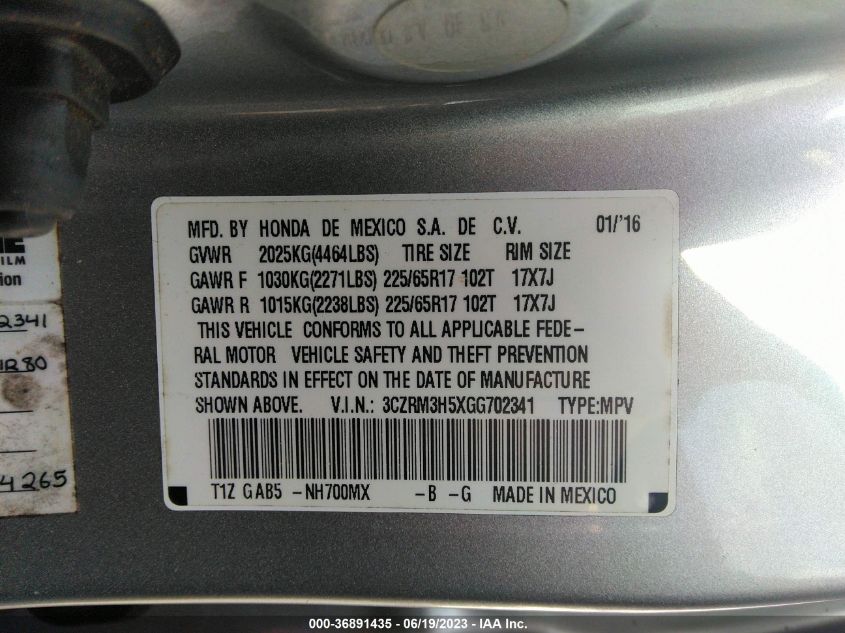 MFD. BY HONDA DE MEXICO S.A. DE C.V. 01/'16
GVWR 2025KG(4464LBS) TIRE SIZE RIM SIZE
GAWR F 1030KG(2271LBS) 225/65R17 102T 17X7J
GAWR R 1015KG(2238LBS) 225/65R17 102T 17X7J
THIS VEHICLE CONFORMS TO ALL APPLICABLE FEDE-
RAL MOTOR VEHICLE SAFETY AND THEFT PREVENTION
STANDARDS IN EFFECT ON THE DATE OF MANUFACTURE
SHOWN ABOVE. V.I.N.: 3CZRM3H5XGG702341 TYPE:MPV
T1Z GAB5 -NH700MX -B -G MADE IN MEXICO
FILM
2341
1280
4265
000-36891435 - 06/19/2023 - IAA Inc.